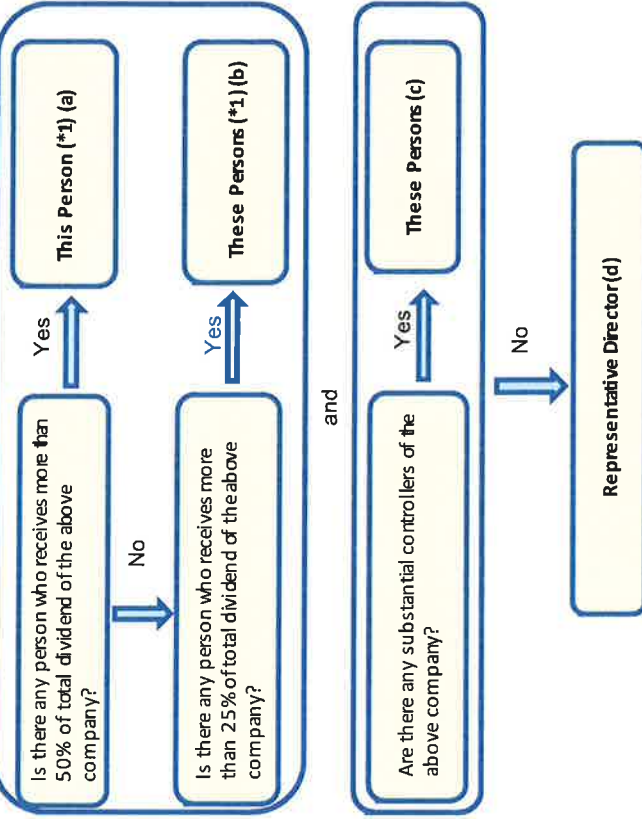 Is there any person who receives more than
50% of total dividend of the above
company?
Yes
This Person (*1) (a)
No
Is there any person who receives more
than 25% of total dividend of the above
company?
Yes
These Persons (*1) (b)
and
Are there any substantial controllers of the
above company?
Yes
These Persons (c)
No
Representative Director (d)